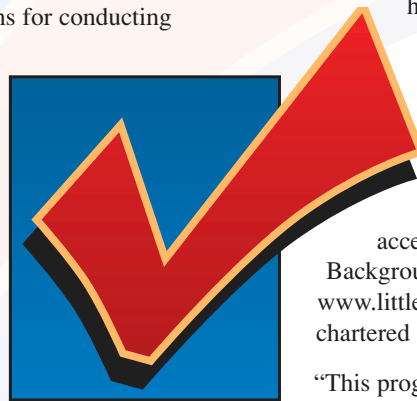 ns for conducting
h
acce
Backgrou
www.little
chartered
“This prog